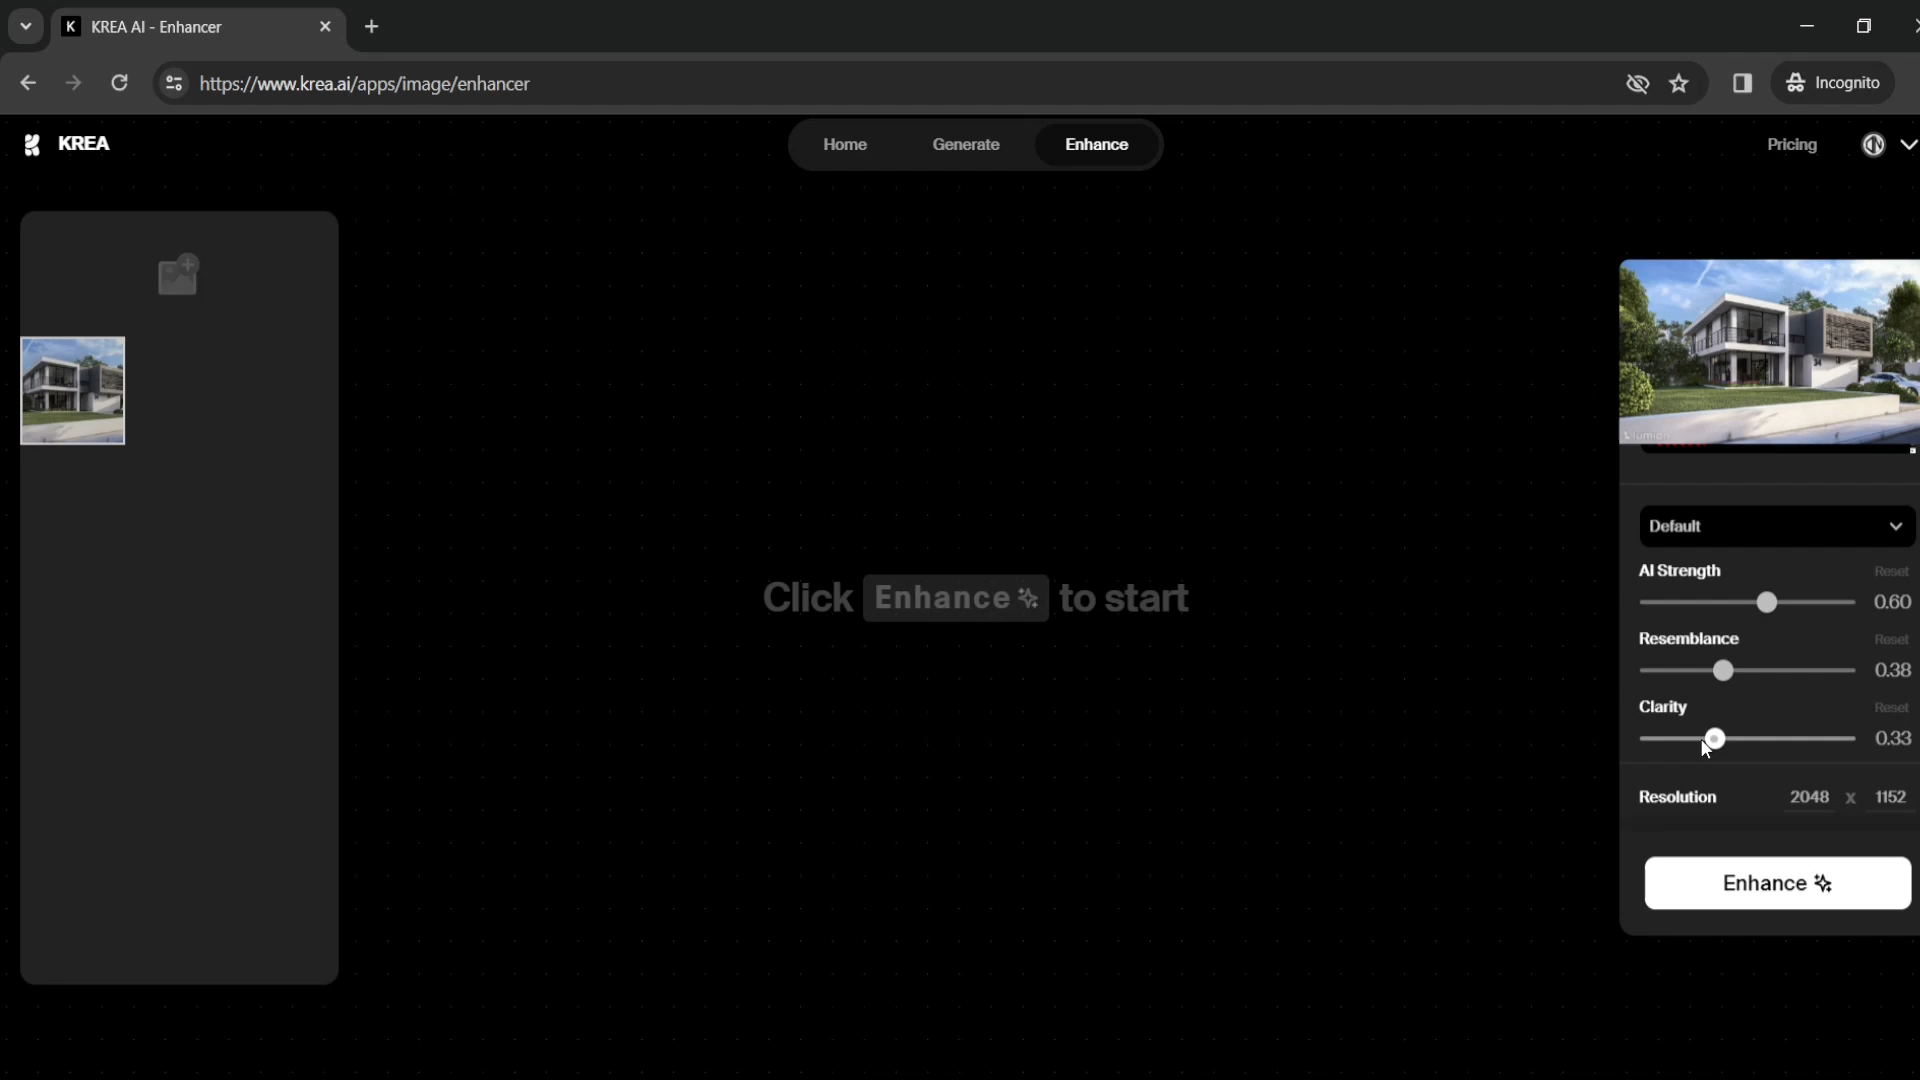 KREA AI - Enhancer
https://www.krea.ai/apps/image/enhancer
Incognito
KREA
Home
Generate
Enhance
Pricing
34
Lumion
Default
AI Strength
Reset
0.60
Resemblance
Reset
0.38
Clarity
Reset
0.33
Resolution
2048 x 1152
Click Enhance to start
Enhance